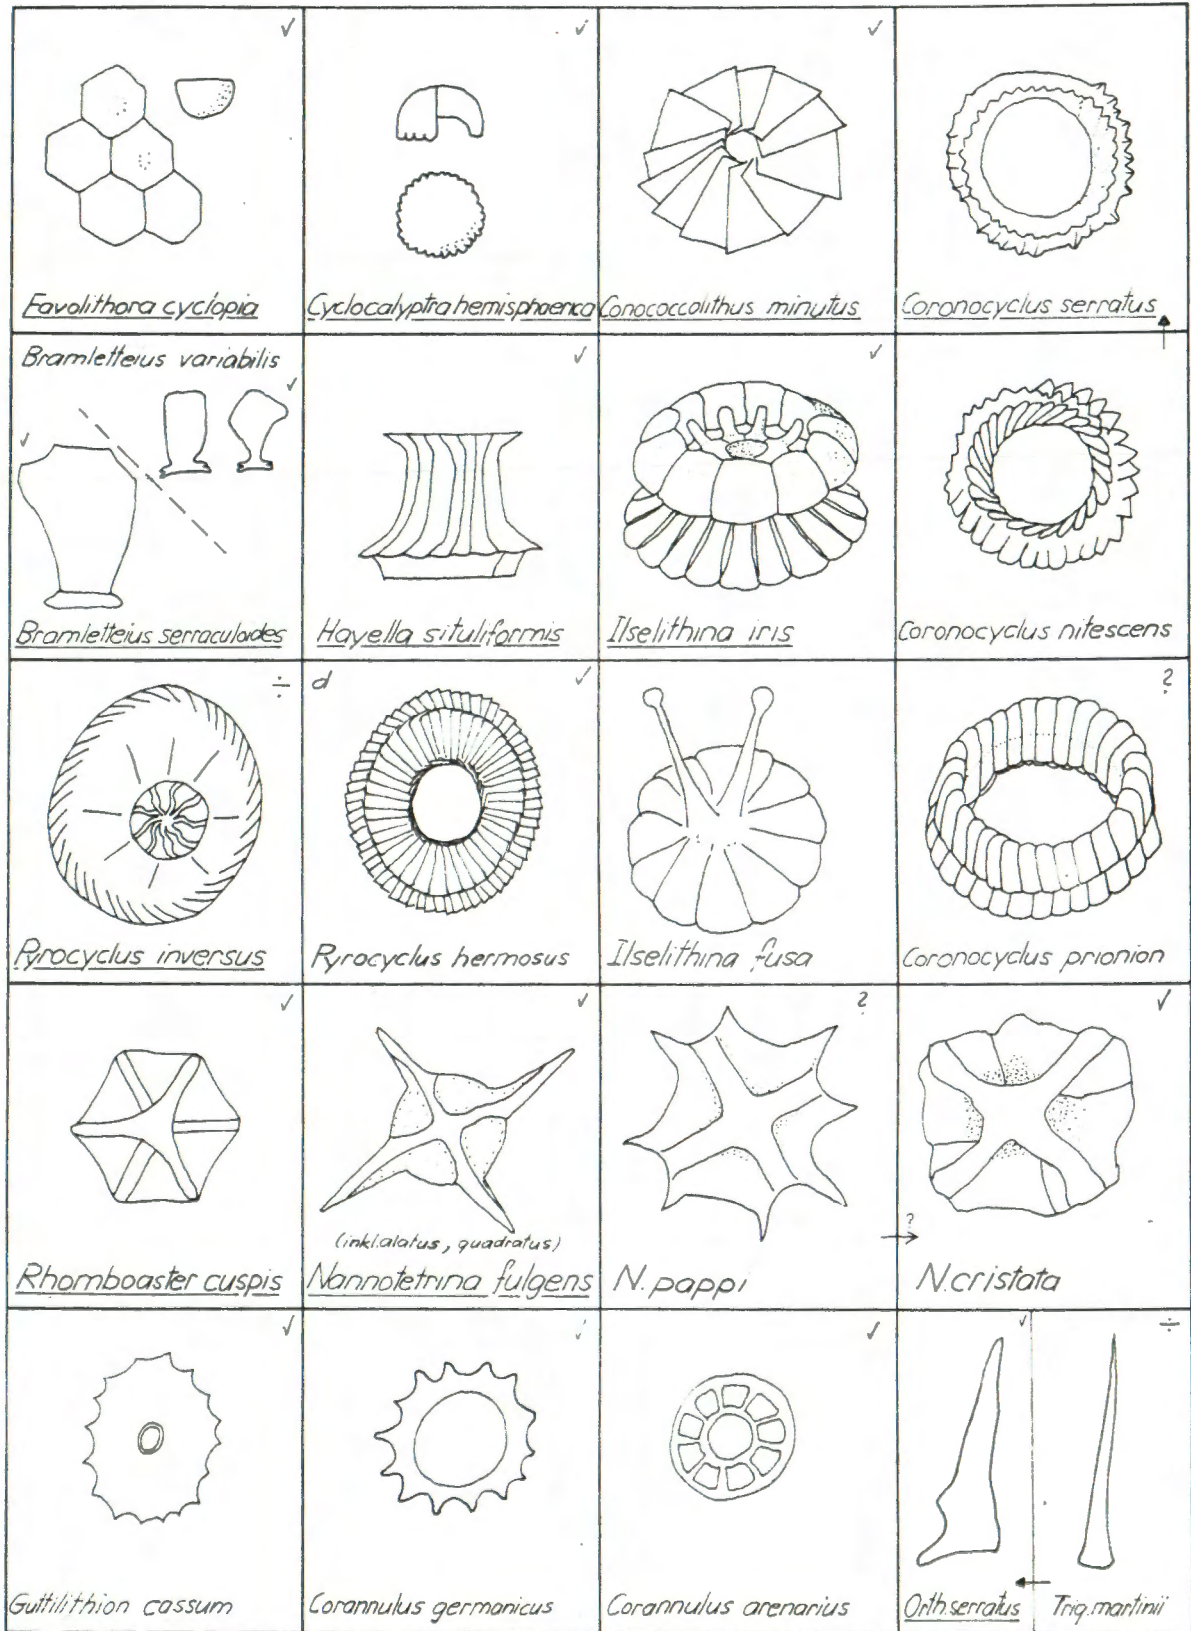 ✓ ✓ ✓
Favolithora cyclopia Cyclocalyptra hemisphaerica Conococcolithus minutus Coronocyclus serratus
Bramletteius variabilis
✓ ✓ ✓ ✓
Bramletteius serraculoides Hayella situliformis Ilselithina iris Coronocyclus nitescens
÷ d ✓ ?
Pyrocyclus inversus Pyrocyclus hermosus Ilselithina fusa Coronocyclus prionion
✓ ✓ ? ✓
(inkl.alatus, quadratus) ?
Rhomboaster cuspis Nannotetrina fulgens N.pappi N.cristata
✓ ✓ ✓ ✓ ÷
Guttilithion cassum Corannulus germanicus Corannulus arenarius Orth.serratus Triq.martinii